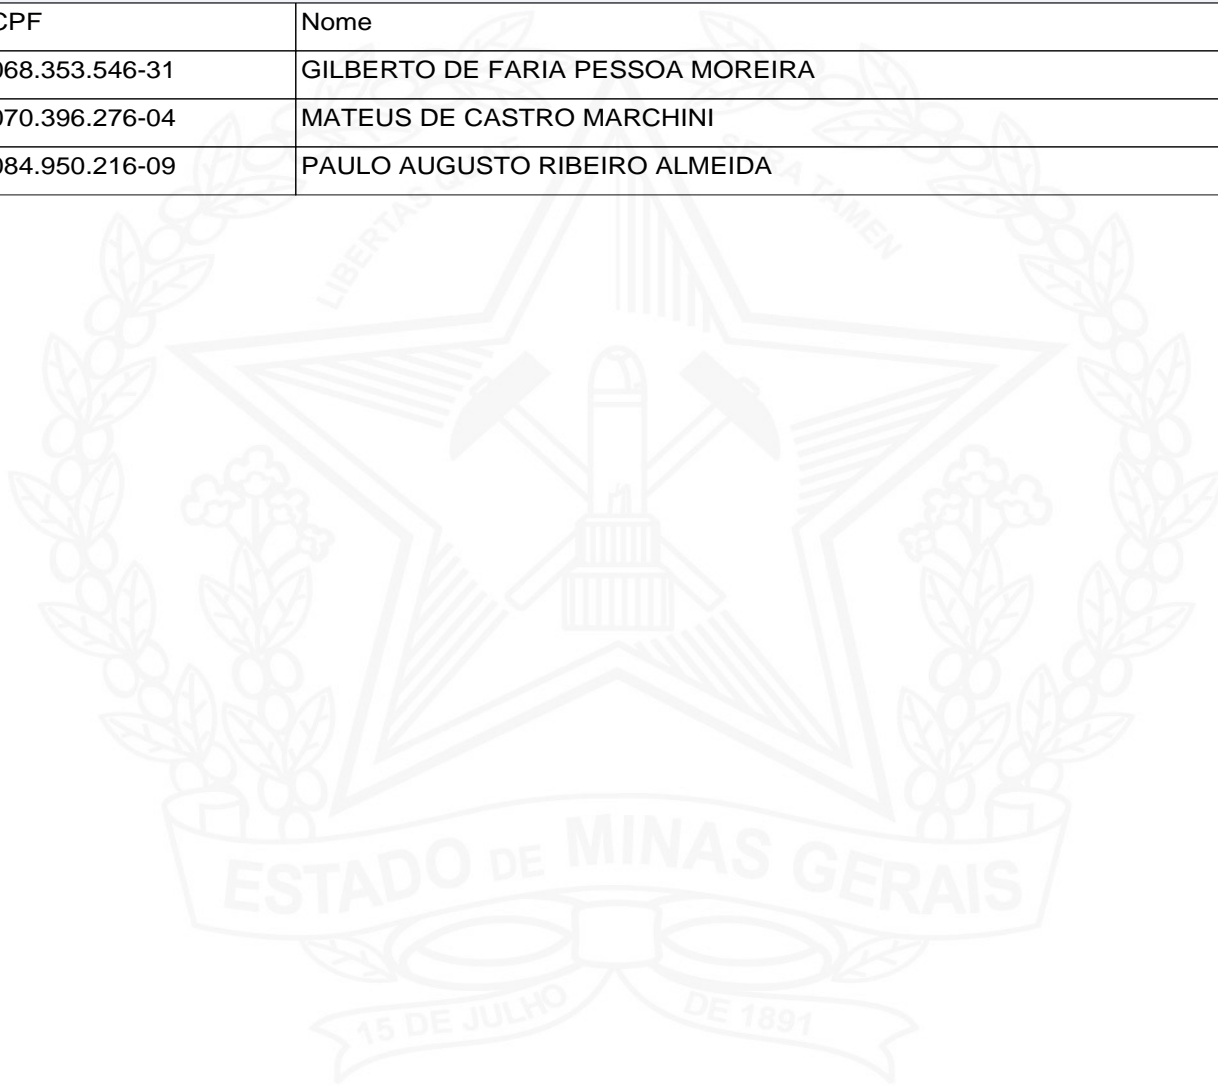 CPF Nome
068.353.546-31 GILBERTO DE FARIA PESSOA MOREIRA
070.396.276-04 MATEUS DE CASTRO MARCHINI
084.950.216-09 PAULO AUGUSTO RIBEIRO ALMEIDA
LIBERTAS QUÆ SERA TAMEN
ESTADO DE MINAS GERAIS
15 DE JULHO DE 1891